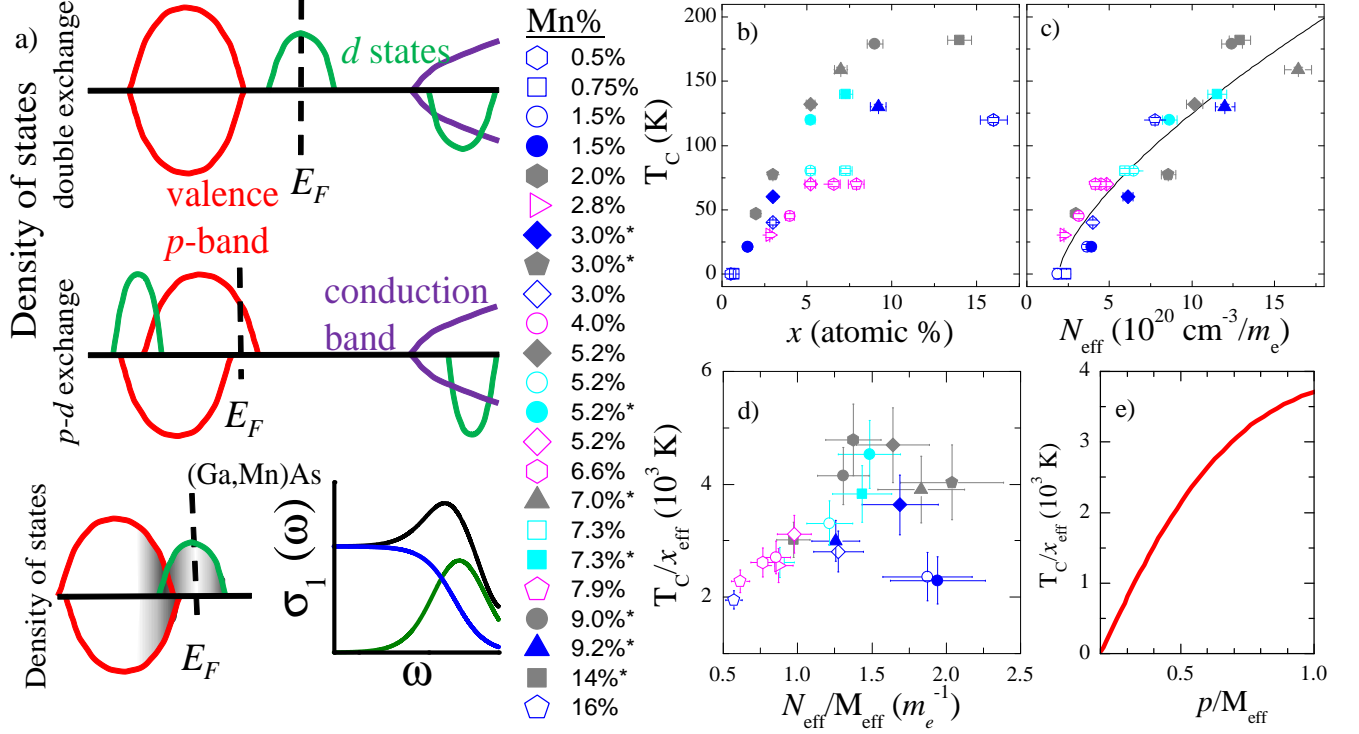 a)
Density of states
double exchange
d states
E_F
valence
p-band
p-d exchange
conduction
band
E_F
(Ga,Mn)As
Density of states
E_F
σ_1 (ω)
ω
Mn%
0.5%
0.75%
1.5%
1.5%
2.0%
2.8%
3.0%*
3.0%*
3.0%
4.0%
5.2%
5.2%
5.2%*
5.2%
6.6%
7.0%*
7.3%
7.3%*
7.9%
9.0%*
9.2%*
14%*
16%
b)
T_C (K)
200
150
100
50
0
0 5 10 15
x (atomic %)
c)
0 5 10 15
N_eff (10^20 cm^-3/m_e)
d)
T_C/x_eff (10^3 K)
6
4
2
0.5 1.0 1.5 2.0 2.5
N_eff/M_eff (m_e^-1)
e)
T_C/x_eff (10^3 K)
4
3
2
1
0
0.5 1.0
p/M_eff